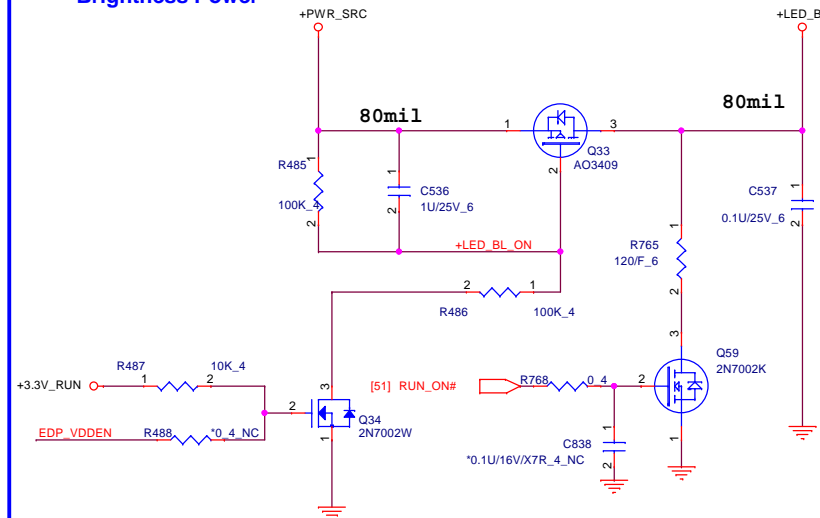 Brightness Power
+PWR_SRC
+LED_B
80mil
80mil
1
3
Q33
AO3409
2
R485
1
100K_4
2
C536
1
1U/25V_6
2
C537
1
0.1U/25V_6
2
+LED_BL_ON
R765
1
120/F_6
2
2
1
R486
100K_4
3
Q59
2N7002K
R487
10K_4
+3.3V_RUN
1
2
[51] RUN_ON#
R768
0_4
2
3
2
Q34
2N7002W
1
EDP_VDDEN
R488
*0_4_NC
1
C838
*0.1U/16V/X7R_4_NC
2
1